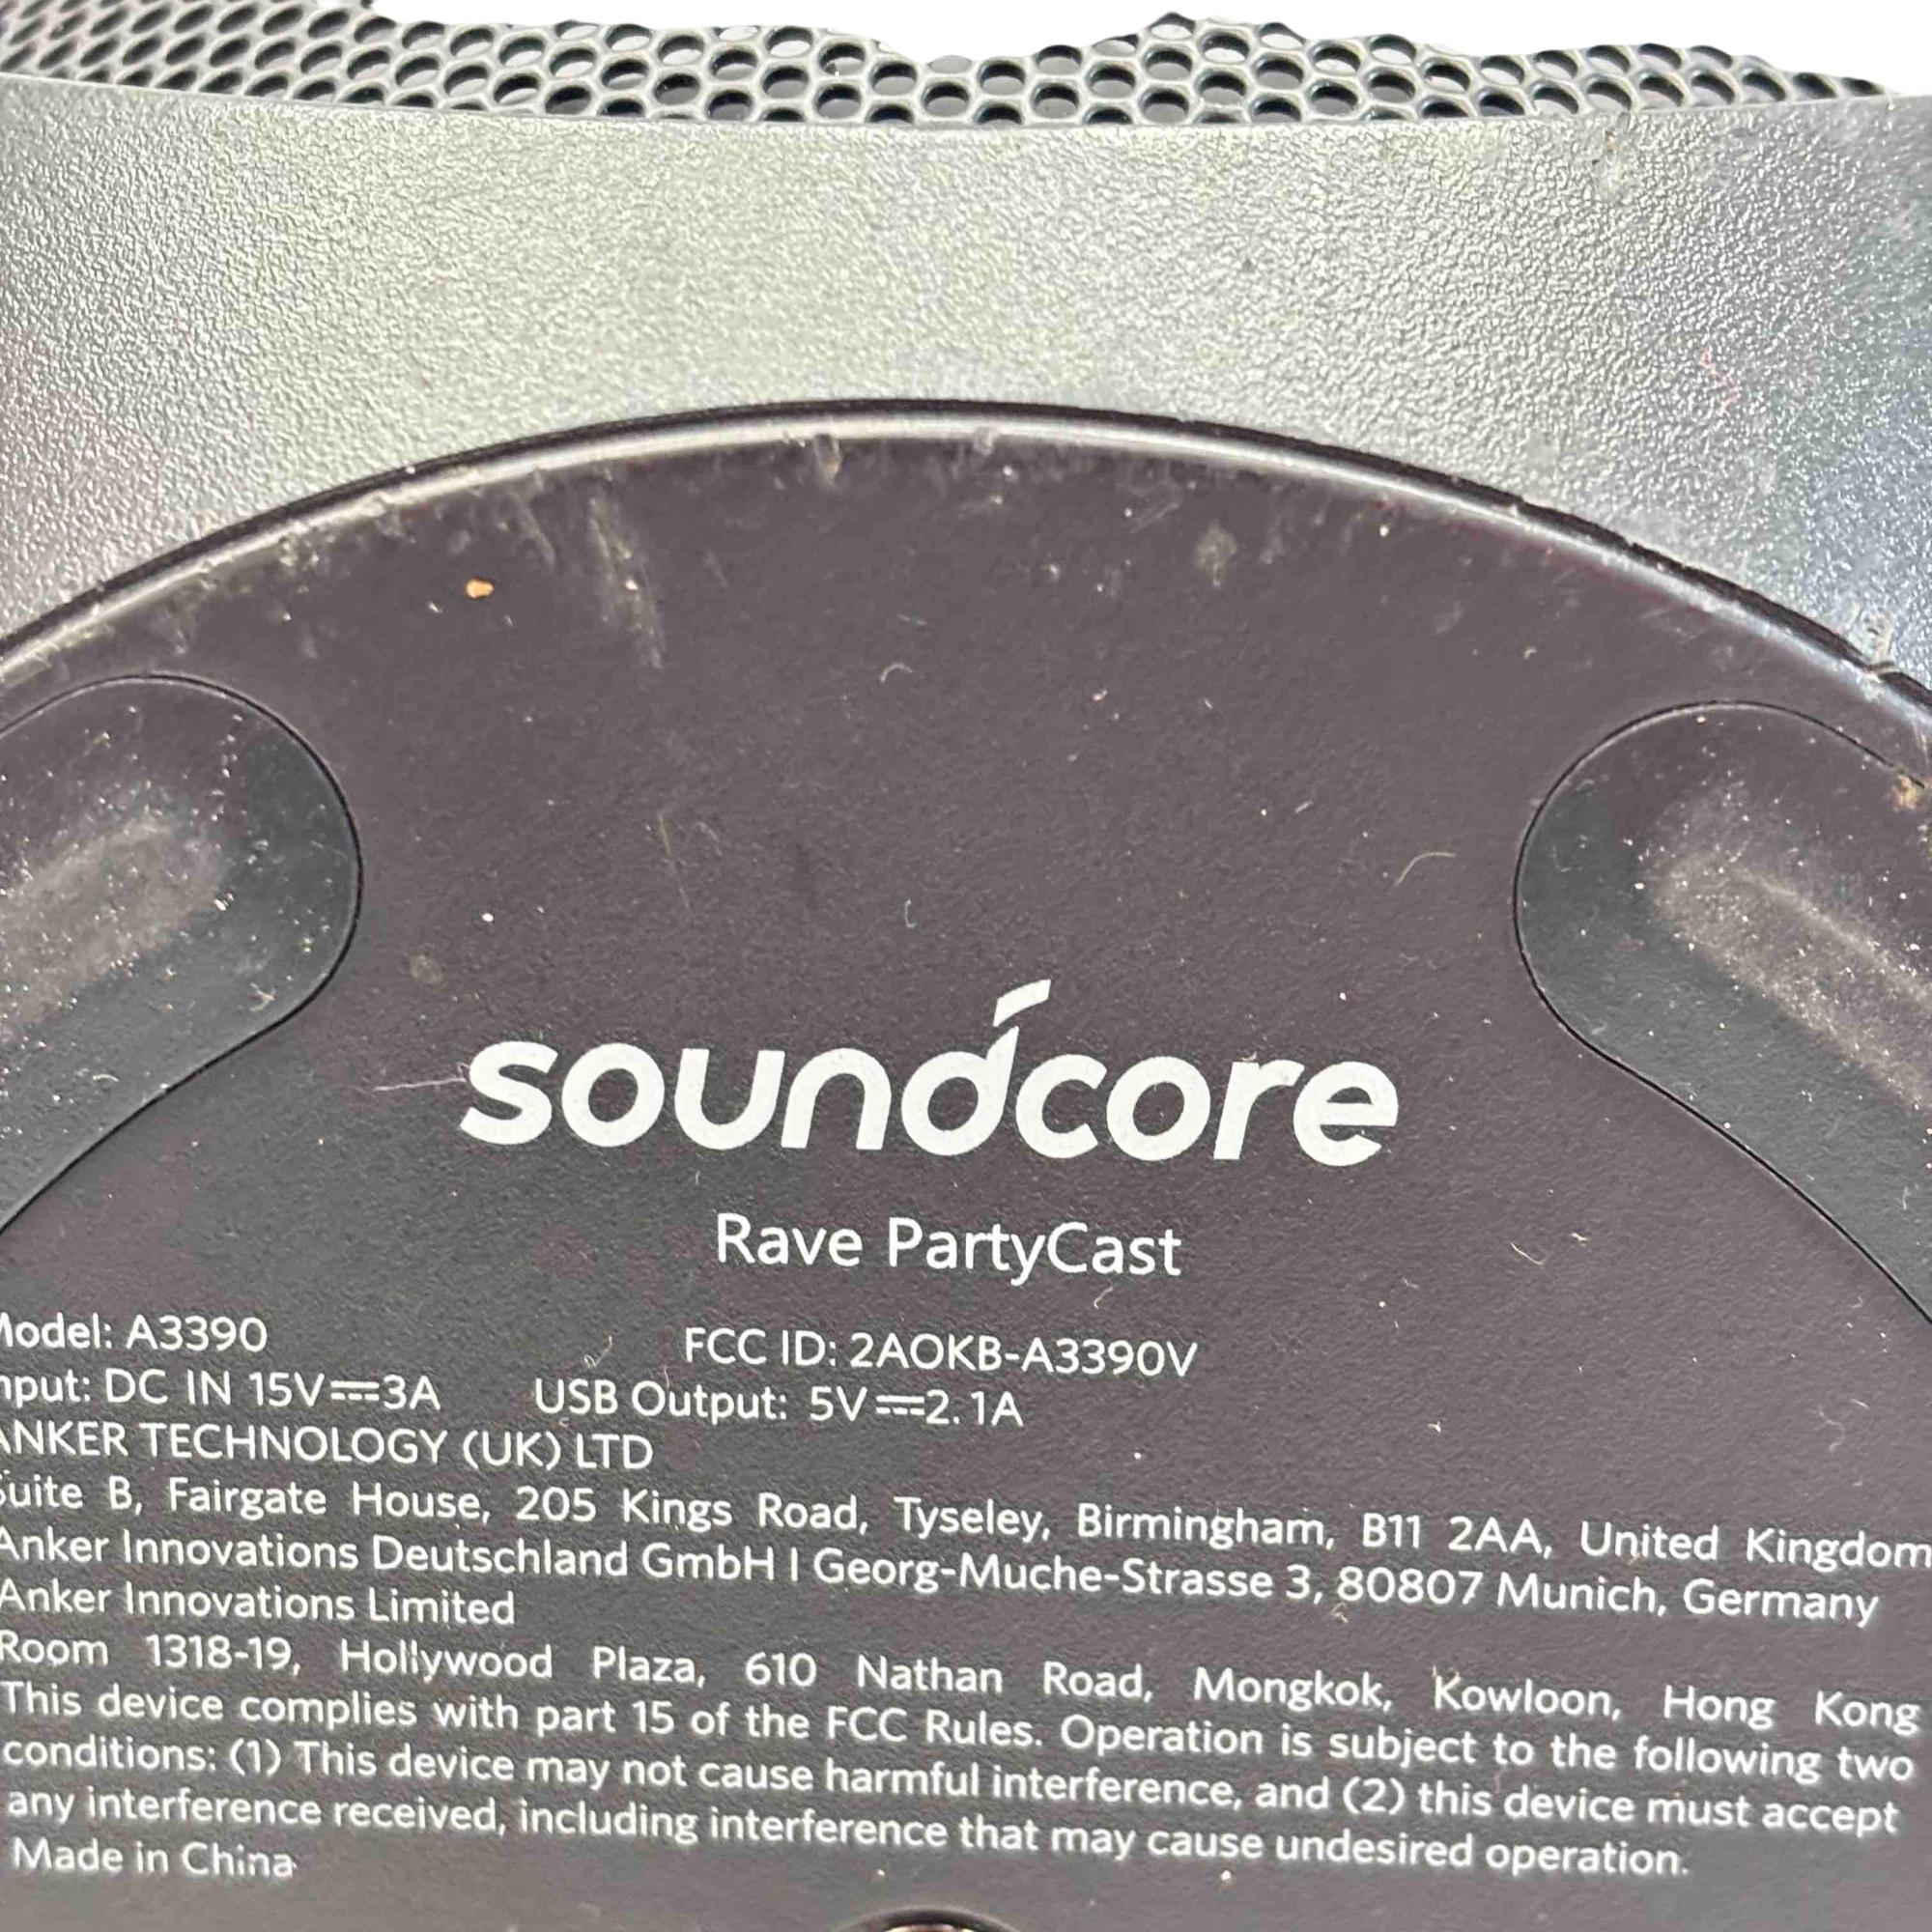 soundcore
Rave PartyCast
Model: A3390 FCC ID: 2AOKB-A3390V
Input: DC IN 15V⎓3A USB Output: 5V⎓2.1A
ANKER TECHNOLOGY (UK) LTD
Suite B, Fairgate House, 205 Kings Road, Tyseley, Birmingham, B11 2AA, United Kingdom
Anker Innovations Deutschland GmbH I Georg-Muche-Strasse 3, 80807 Munich, Germany
Anker Innovations Limited
Room 1318-19, Hollywood Plaza, 610 Nathan Road, Mongkok, Kowloon, Hong Kong
This device complies with part 15 of the FCC Rules. Operation is subject to the following two
conditions: (1) This device may not cause harmful interference, and (2) this device must accept
any interference received, including interference that may cause undesired operation.
Made in China